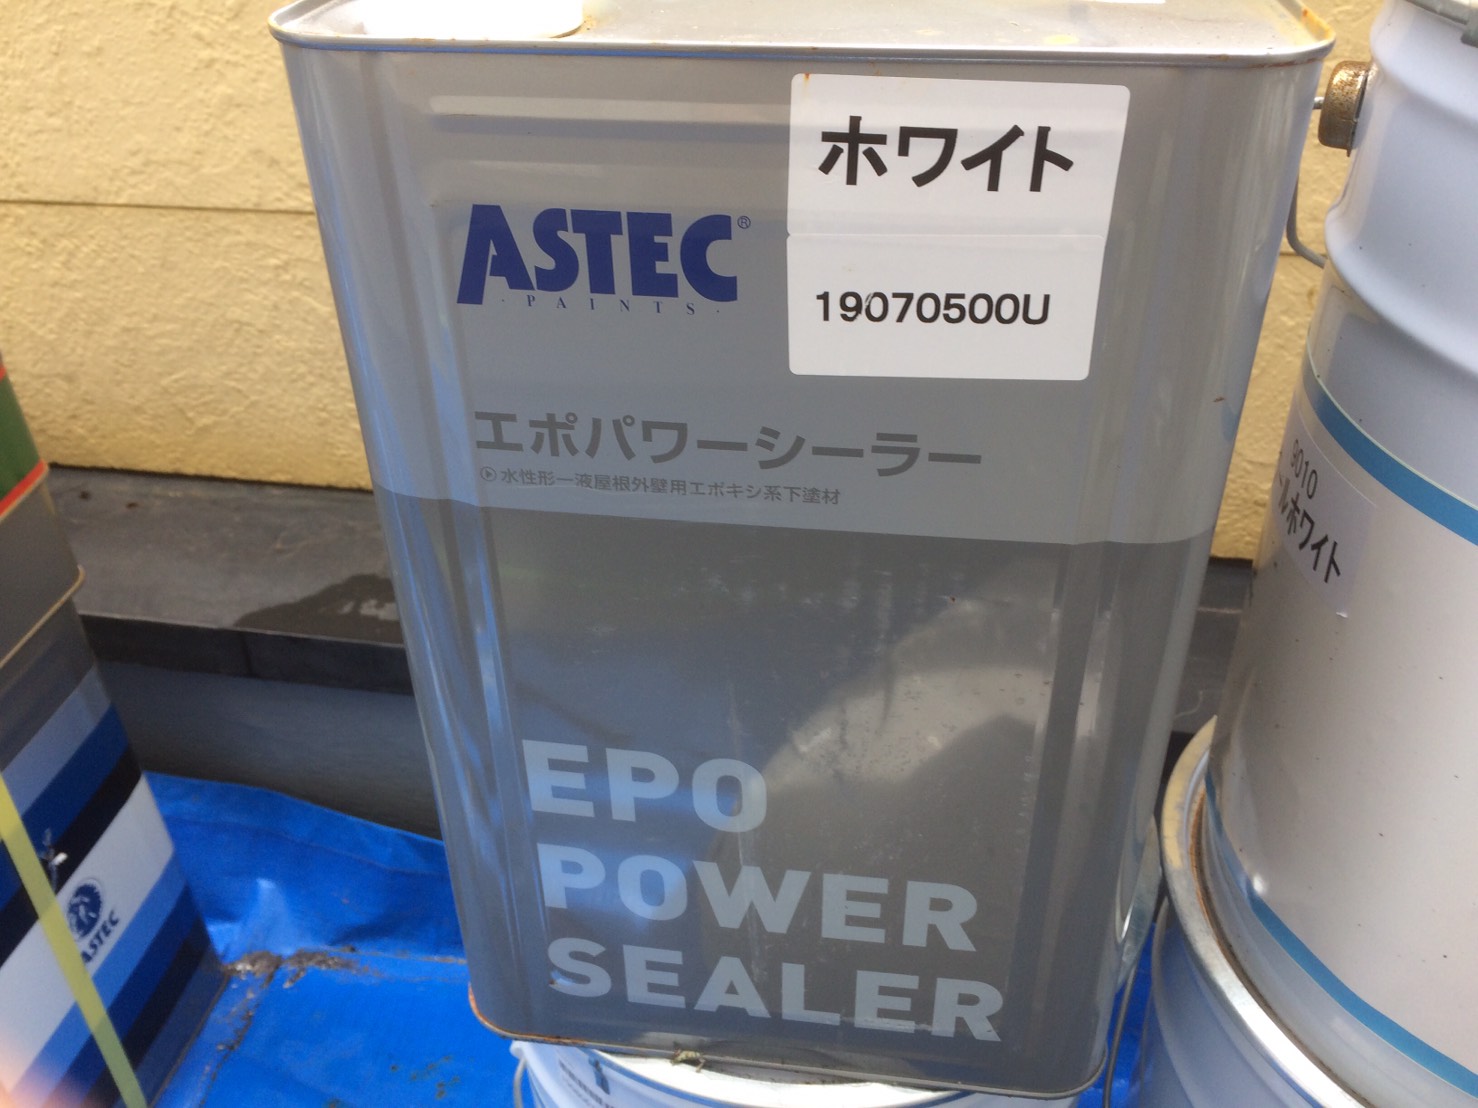 ホワイト
19070500U
ASTEC®
·PAINTS·
エポパワーシーラー
水性形一液屋根外壁用エポキシ系下塗材
EPO
POWER
SEALER
9010
ルホワイト
ASTEC